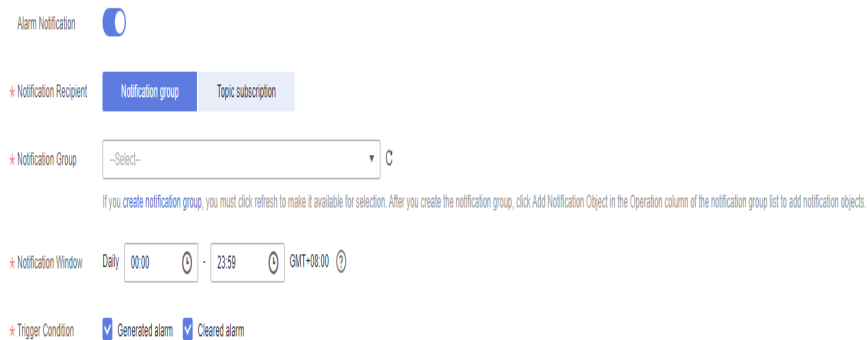 Alarm Notification
* Notification Recipient Notification group Topic subscription
* Notification Group --Select--
If you create notification group, you must click refresh to make it available for selection. After you create the notification group, click Add Notification Object in the Operation column of the notification group list to add notification objects.
* Notification Window Daily 00:00 - 23:59 GMT+08:00 ?
* Trigger Condition Generated alarm Cleared alarm